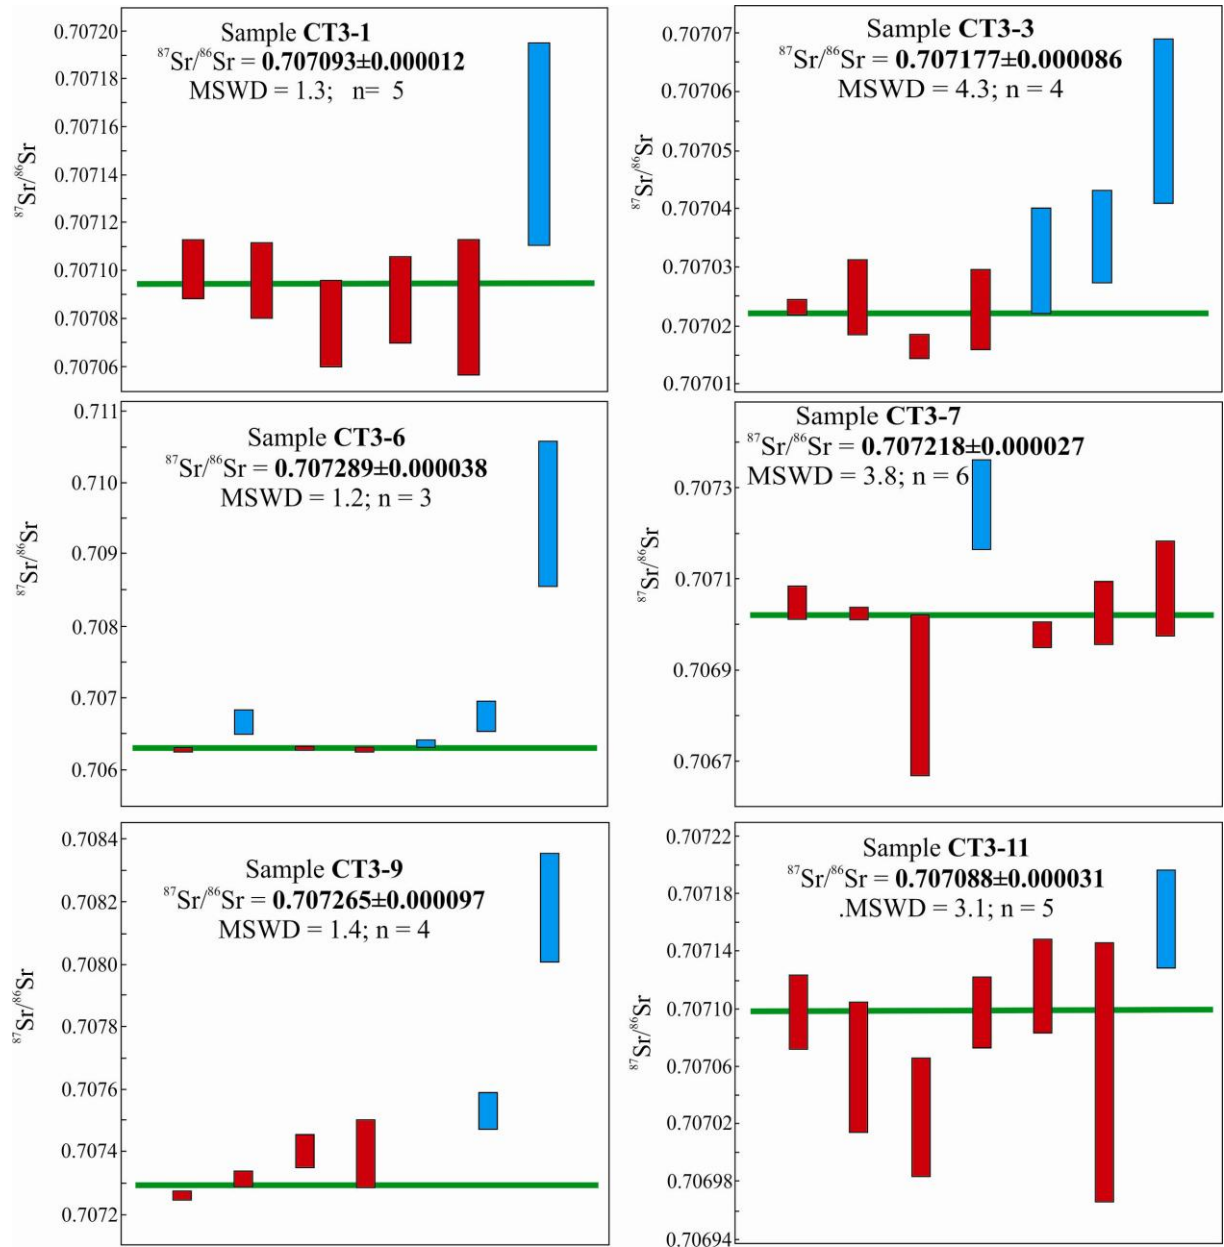 Sample CT3-1
⁸⁷Sr/⁸⁶Sr = 0.707093±0.000012
MSWD = 1.3; n= 5
⁸⁷Sr/⁸⁶Sr
0.70720
0.70718
0.70716
0.70714
0.70712
0.70710
0.70708
0.70706
Sample CT3-3
⁸⁷Sr/⁸⁶Sr = 0.707177±0.000086
MSWD = 4.3; n = 4
⁸⁷Sr/⁸⁶Sr
0.70707
0.70706
0.70705
0.70704
0.70703
0.70702
0.70701
Sample CT3-6
⁸⁷Sr/⁸⁶Sr = 0.707289±0.000038
MSWD = 1.2; n = 3
⁸⁷Sr/⁸⁶Sr
0.711
0.710
0.709
0.708
0.707
0.706
Sample CT3-7
⁸⁷Sr/⁸⁶Sr = 0.707218±0.000027
MSWD = 3.8; n = 6
⁸⁷Sr/⁸⁶Sr
0.7073
0.7071
0.7069
0.7067
Sample CT3-9
⁸⁷Sr/⁸⁶Sr = 0.707265±0.000097
MSWD = 1.4; n = 4
⁸⁷Sr/⁸⁶Sr
0.7084
0.7082
0.7080
0.7078
0.7076
0.7074
0.7072
Sample CT3-11
⁸⁷Sr/⁸⁶Sr = 0.707088±0.000031
.MSWD = 3.1; n = 5
⁸⁷Sr/⁸⁶Sr
0.70722
0.70718
0.70714
0.70710
0.70706
0.70702
0.70698
0.70694